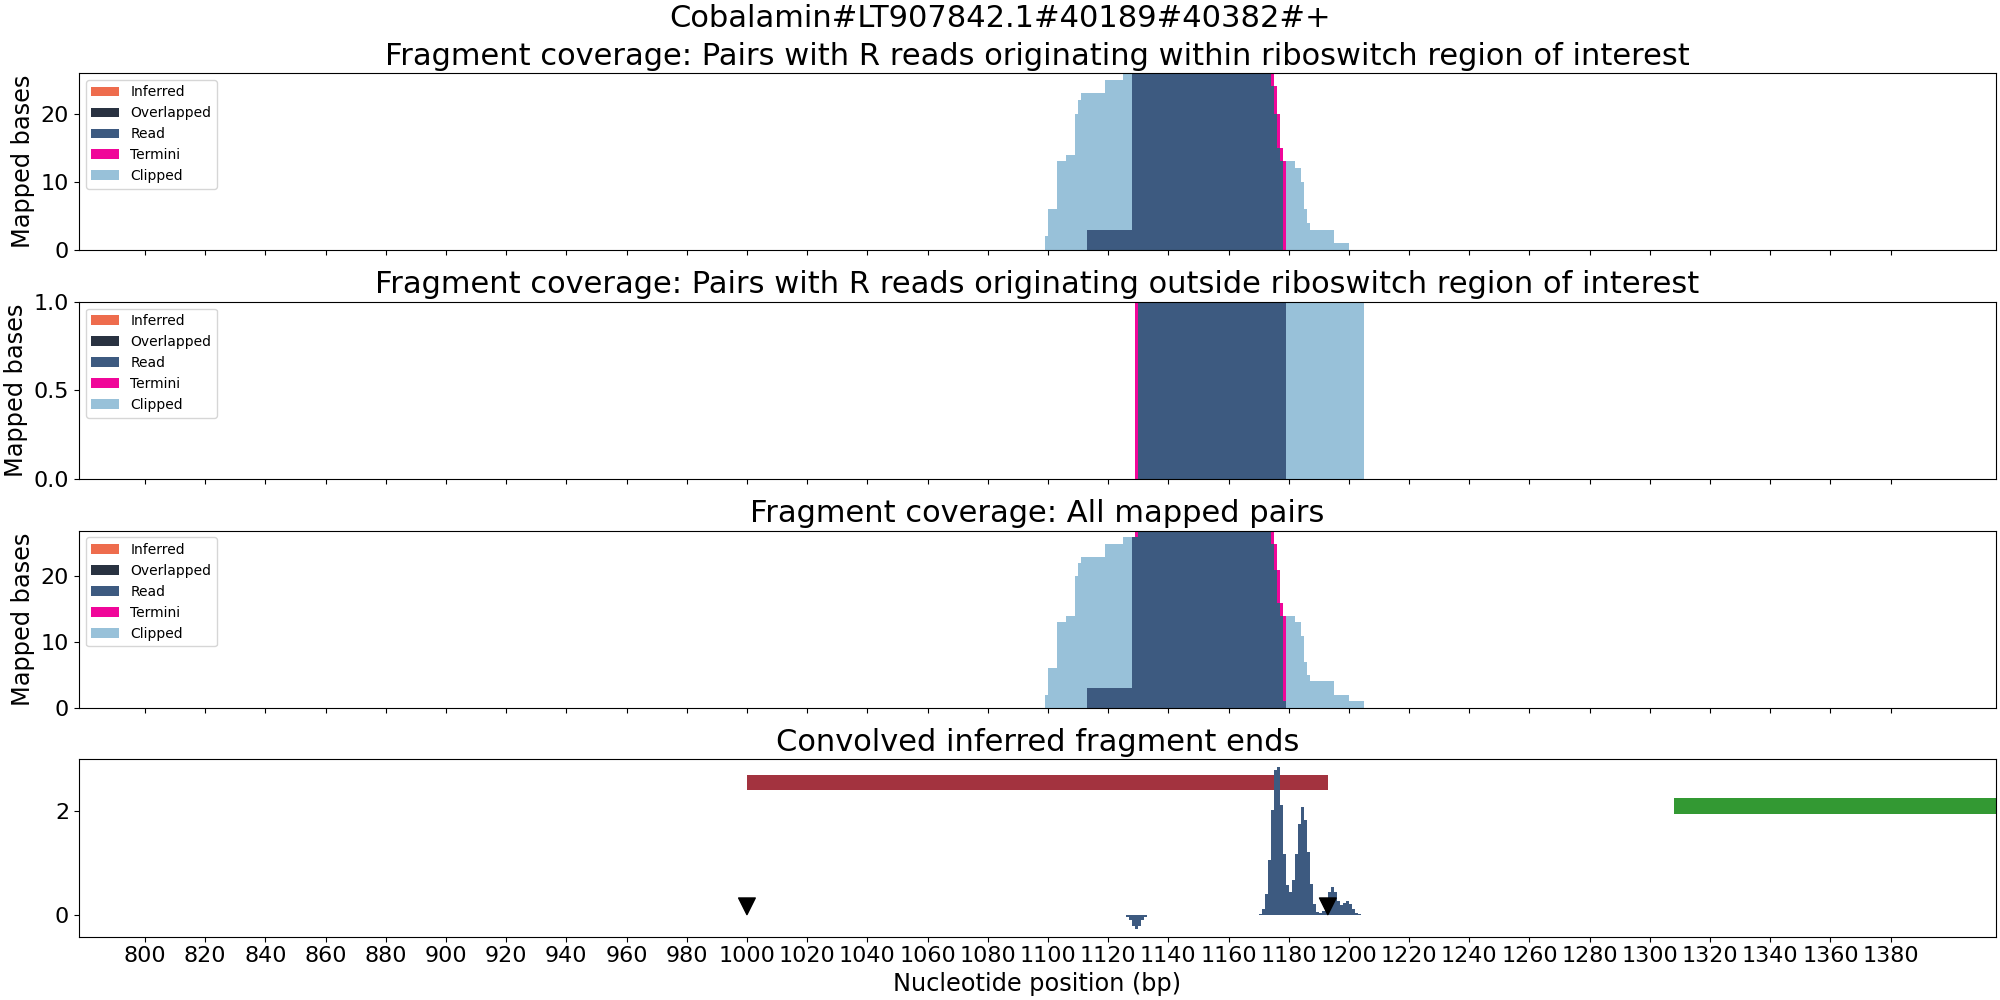 Cobalamin#LT907842.1#40189#40382#+
Fragment coverage: Pairs with R reads originating within riboswitch region of interest
Mapped bases
20
10
0
Inferred
Overlapped
Read
Termini
Clipped
Fragment coverage: Pairs with R reads originating outside riboswitch region of interest
Mapped bases
1.0
0.5
0.0
Inferred
Overlapped
Read
Termini
Clipped
Fragment coverage: All mapped pairs
Mapped bases
20
10
0
Inferred
Overlapped
Read
Termini
Clipped
Convolved inferred fragment ends
2
0
800 820 840 860 880 900 920 940 960 980 1000 1020 1040 1060 1080 1100 1120 1140 1160 1180 1200 1220 1240 1260 1280 1300 1320 1340 1360 1380
Nucleotide position (bp)